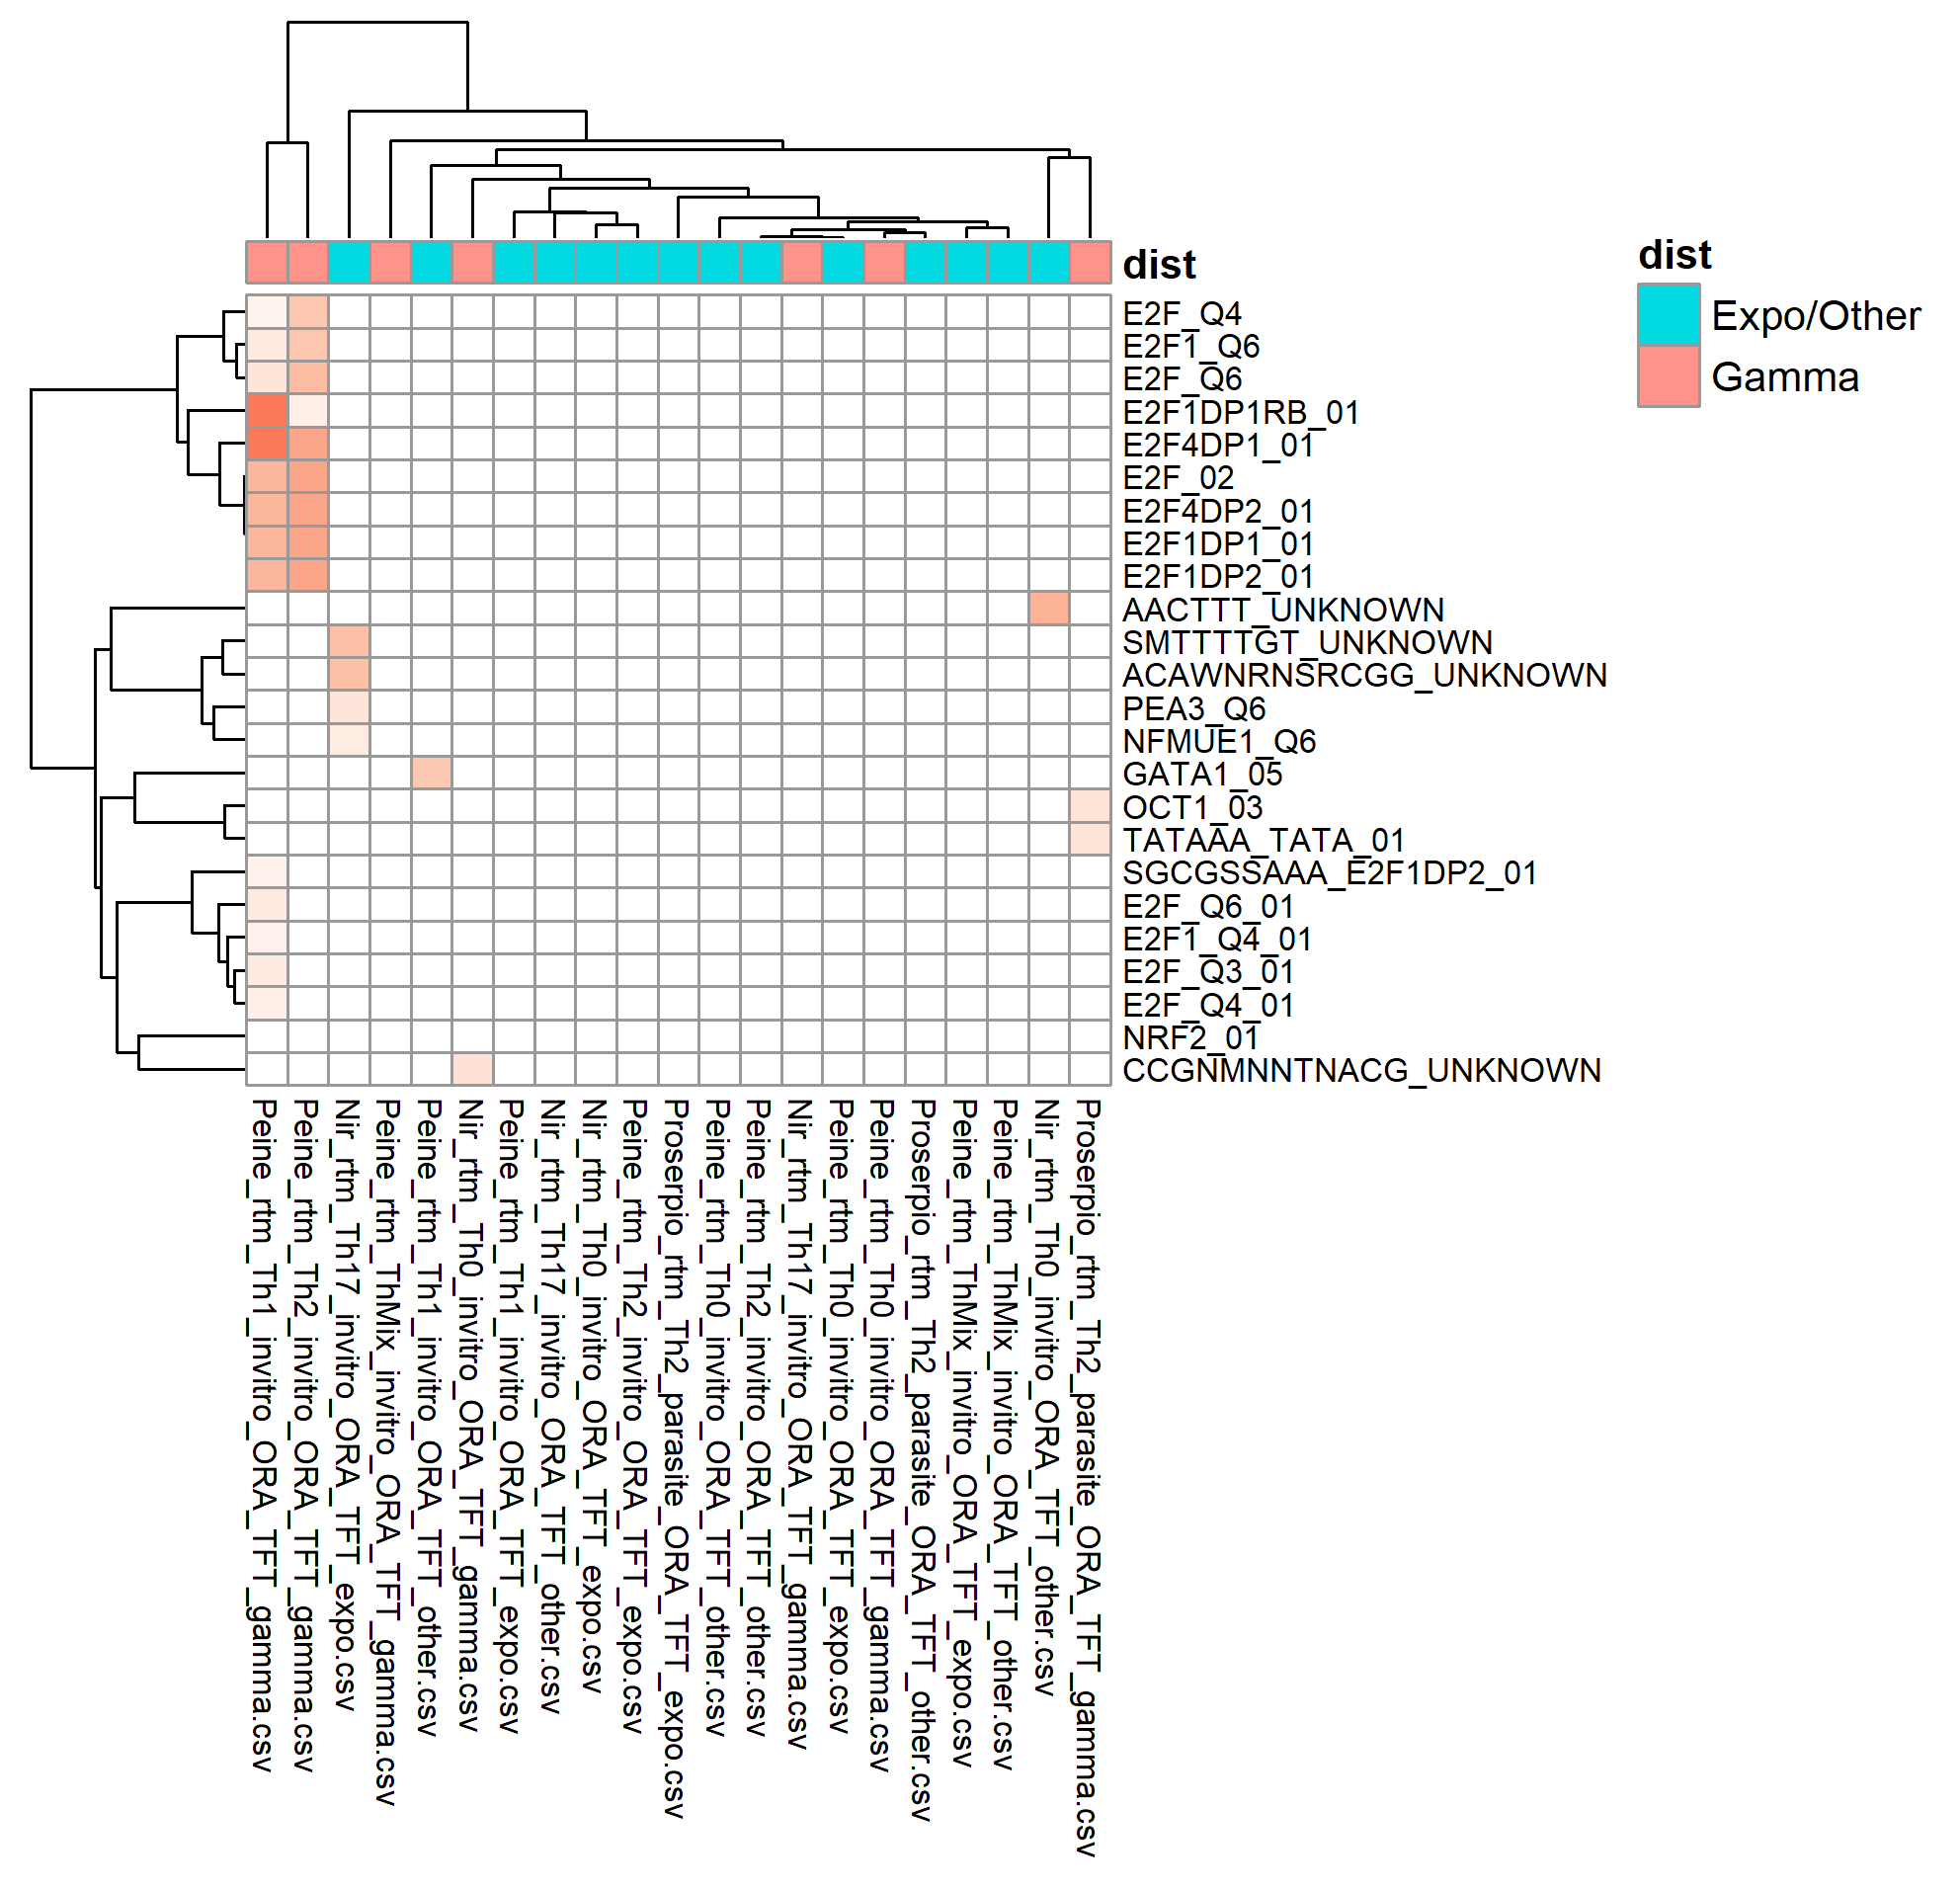 dist
dist
Expo/Other
Gamma
E2F_Q4
E2F1_Q6
E2F_Q6
E2F1DP1RB_01
E2F4DP1_01
E2F_02
E2F4DP2_01
E2F1DP1_01
E2F1DP2_01
AACTTT_UNKNOWN
SMTTTTGT_UNKNOWN
ACAWNRNSRCGG_UNKNOWN
PEA3_Q6
NFMUE1_Q6
GATA1_05
OCT1_03
TATAAA_TATA_01
SGCGSSAAA_E2F1DP2_01
E2F_Q6_01
E2F1_Q4_01
E2F_Q3_01
E2F_Q4_01
NRF2_01
CCGNMNNTNACG_UNKNOWN
Peine_rtm_Th1_invitro_ORA_TFT_gamma.csv
Peine_rtm_Th2_invitro_ORA_TFT_gamma.csv
Nir_rtm_Th17_invitro_ORA_TFT_expo.csv
Peine_rtm_ThMix_invitro_ORA_TFT_gamma.csv
Peine_rtm_Th1_invitro_ORA_TFT_other.csv
Nir_rtm_Th0_invitro_ORA_TFT_gamma.csv
Peine_rtm_Th1_invitro_ORA_TFT_expo.csv
Nir_rtm_Th17_invitro_ORA_TFT_other.csv
Nir_rtm_Th0_invitro_ORA_TFT_expo.csv
Peine_rtm_Th2_invitro_ORA_TFT_expo.csv
Proserpio_rtm_Th2_parasite_ORA_TFT_expo.csv
Peine_rtm_Th0_invitro_ORA_TFT_other.csv
Peine_rtm_Th2_invitro_ORA_TFT_other.csv
Nir_rtm_Th17_invitro_ORA_TFT_gamma.csv
Peine_rtm_Th0_invitro_ORA_TFT_expo.csv
Peine_rtm_Th0_invitro_ORA_TFT_gamma.csv
Proserpio_rtm_Th2_parasite_ORA_TFT_other.csv
Peine_rtm_ThMix_invitro_ORA_TFT_expo.csv
Peine_rtm_ThMix_invitro_ORA_TFT_other.csv
Nir_rtm_Th0_invitro_ORA_TFT_other.csv
Proserpio_rtm_Th2_parasite_ORA_TFT_gamma.csv